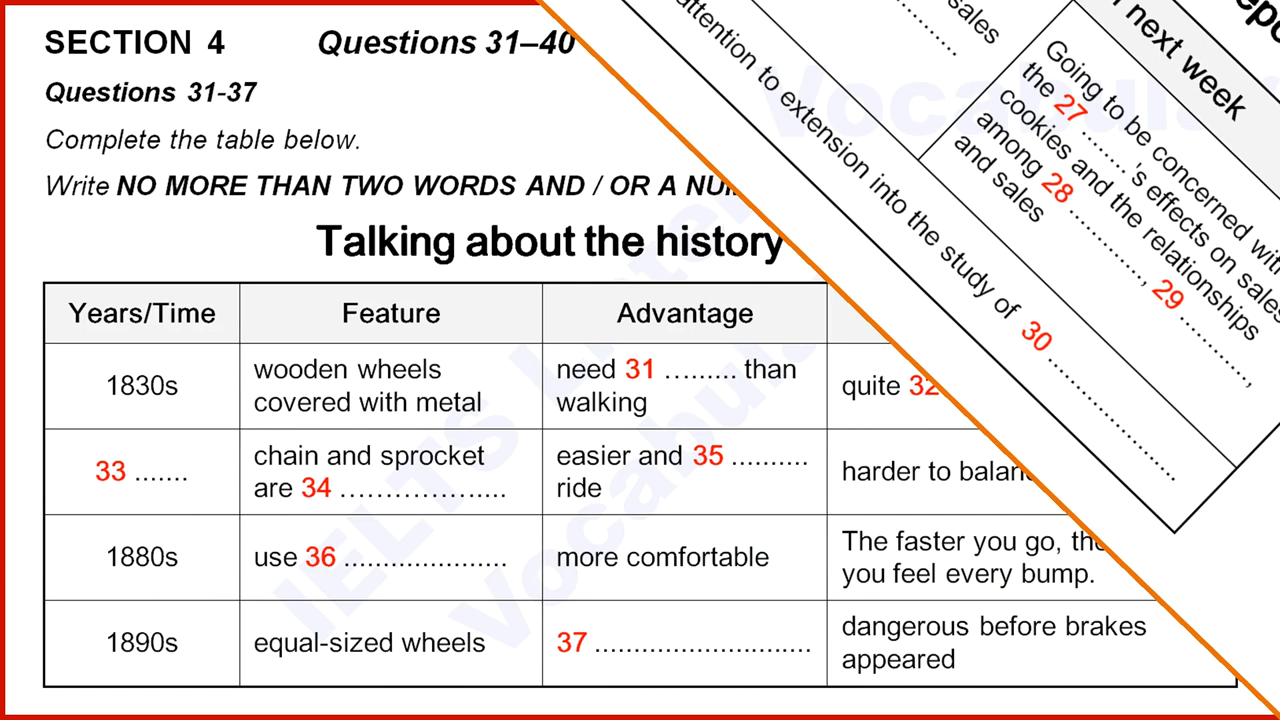 SECTION 4 Questions 31–40
Questions 31-37
Complete the table below.
Write NO MORE THAN TWO WORDS AND / OR A
Talking about the history
Years/Time Feature Advantage
1830s
wooden wheels
covered with metal
need 31 ......... than
walking
quite 32
33 .......
chain and sprocket
are 34 .....................
easier and 35 ..........
ride
harder to
1880s
use 36 .....................
more comfortable
The faster you go,
you feel every bump.
1890s
equal-sized wheels
37 ............................
dangerous before brakes
appeared
sales
next week
Going to be concerned with
the 27 ........'s effects on sales
cookies and the relationships
among 28 ..........., 29 ..........,
and sales
attention to extension into the study of 30 ....................
IELTS
Vocabul